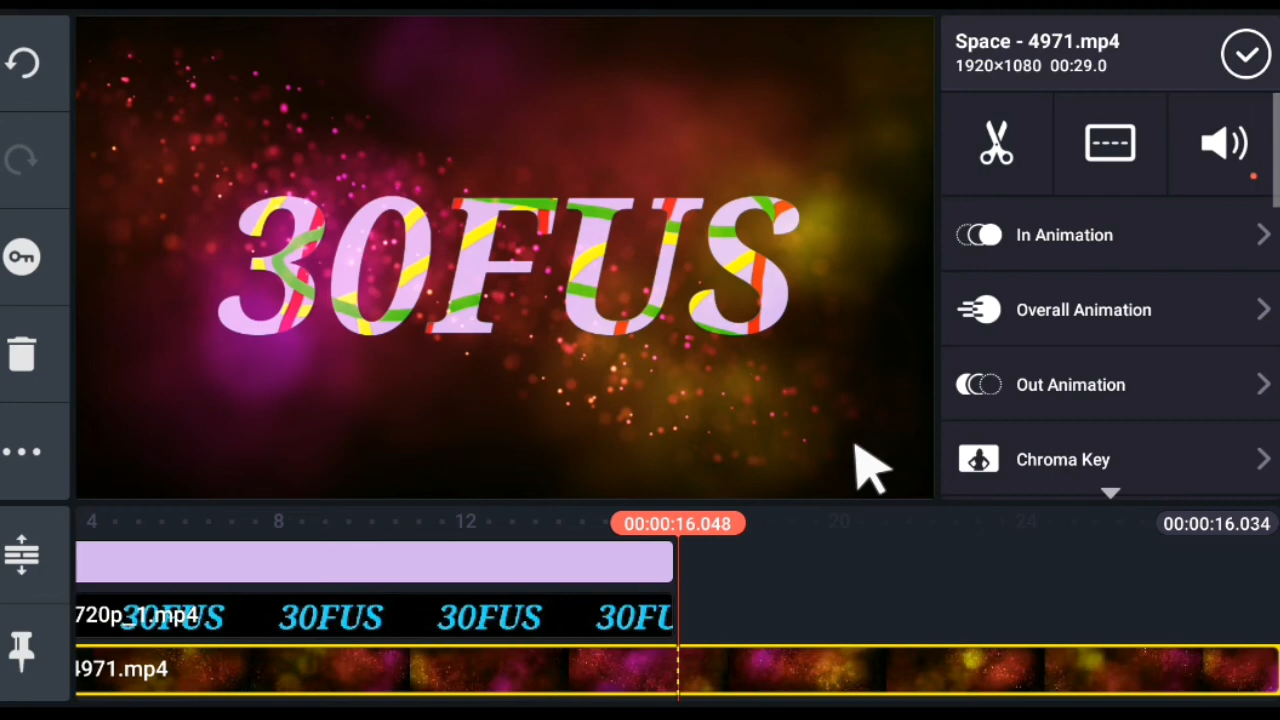 30FUS
Space - 4971.mp4
1920×1080 00:29.0
In Animation
Overall Animation
Out Animation
Chroma Key
4 8 12 00:00:16.048 20 24 00:00:16.034
720p_1.mp4 30FUS 30FUS 30FUS 30FU
4971.mp4